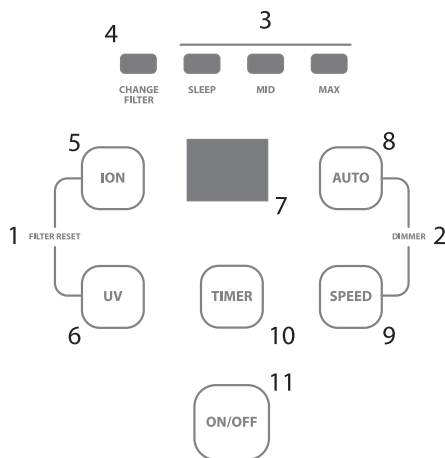 3
4
CHANGE
FILTER
SLEEP
MID
MAX
5
8
ION
AUTO
7
1
FILTER RESET
DIMMER
2
UV
TIMER
SPEED
6
10
9
11
ON/OFF